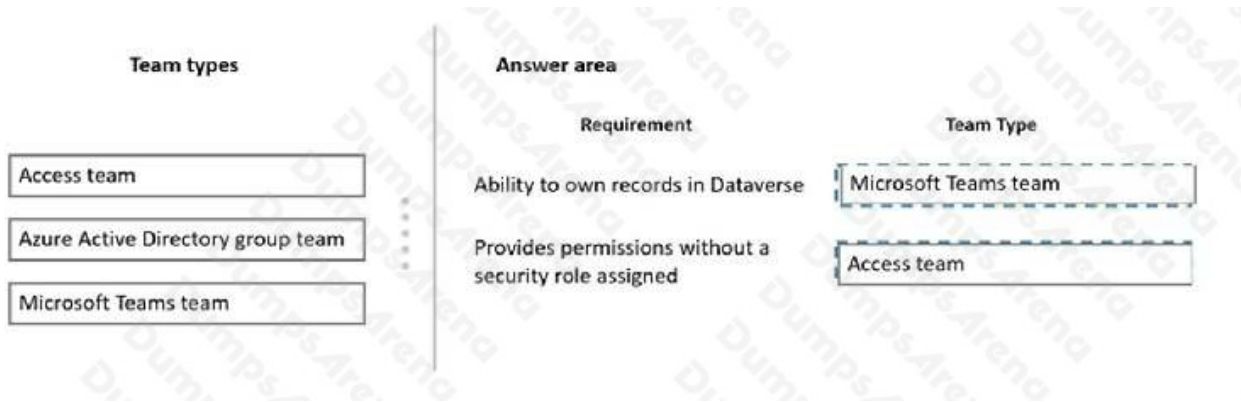 Team types
Answer area
Requirement
Team Type
Access team
Ability to own records in Dataverse
Microsoft Teams team
Azure Active Directory group team
Provides permissions without a
security role assigned
Access team
Microsoft Teams team
DumpsArena